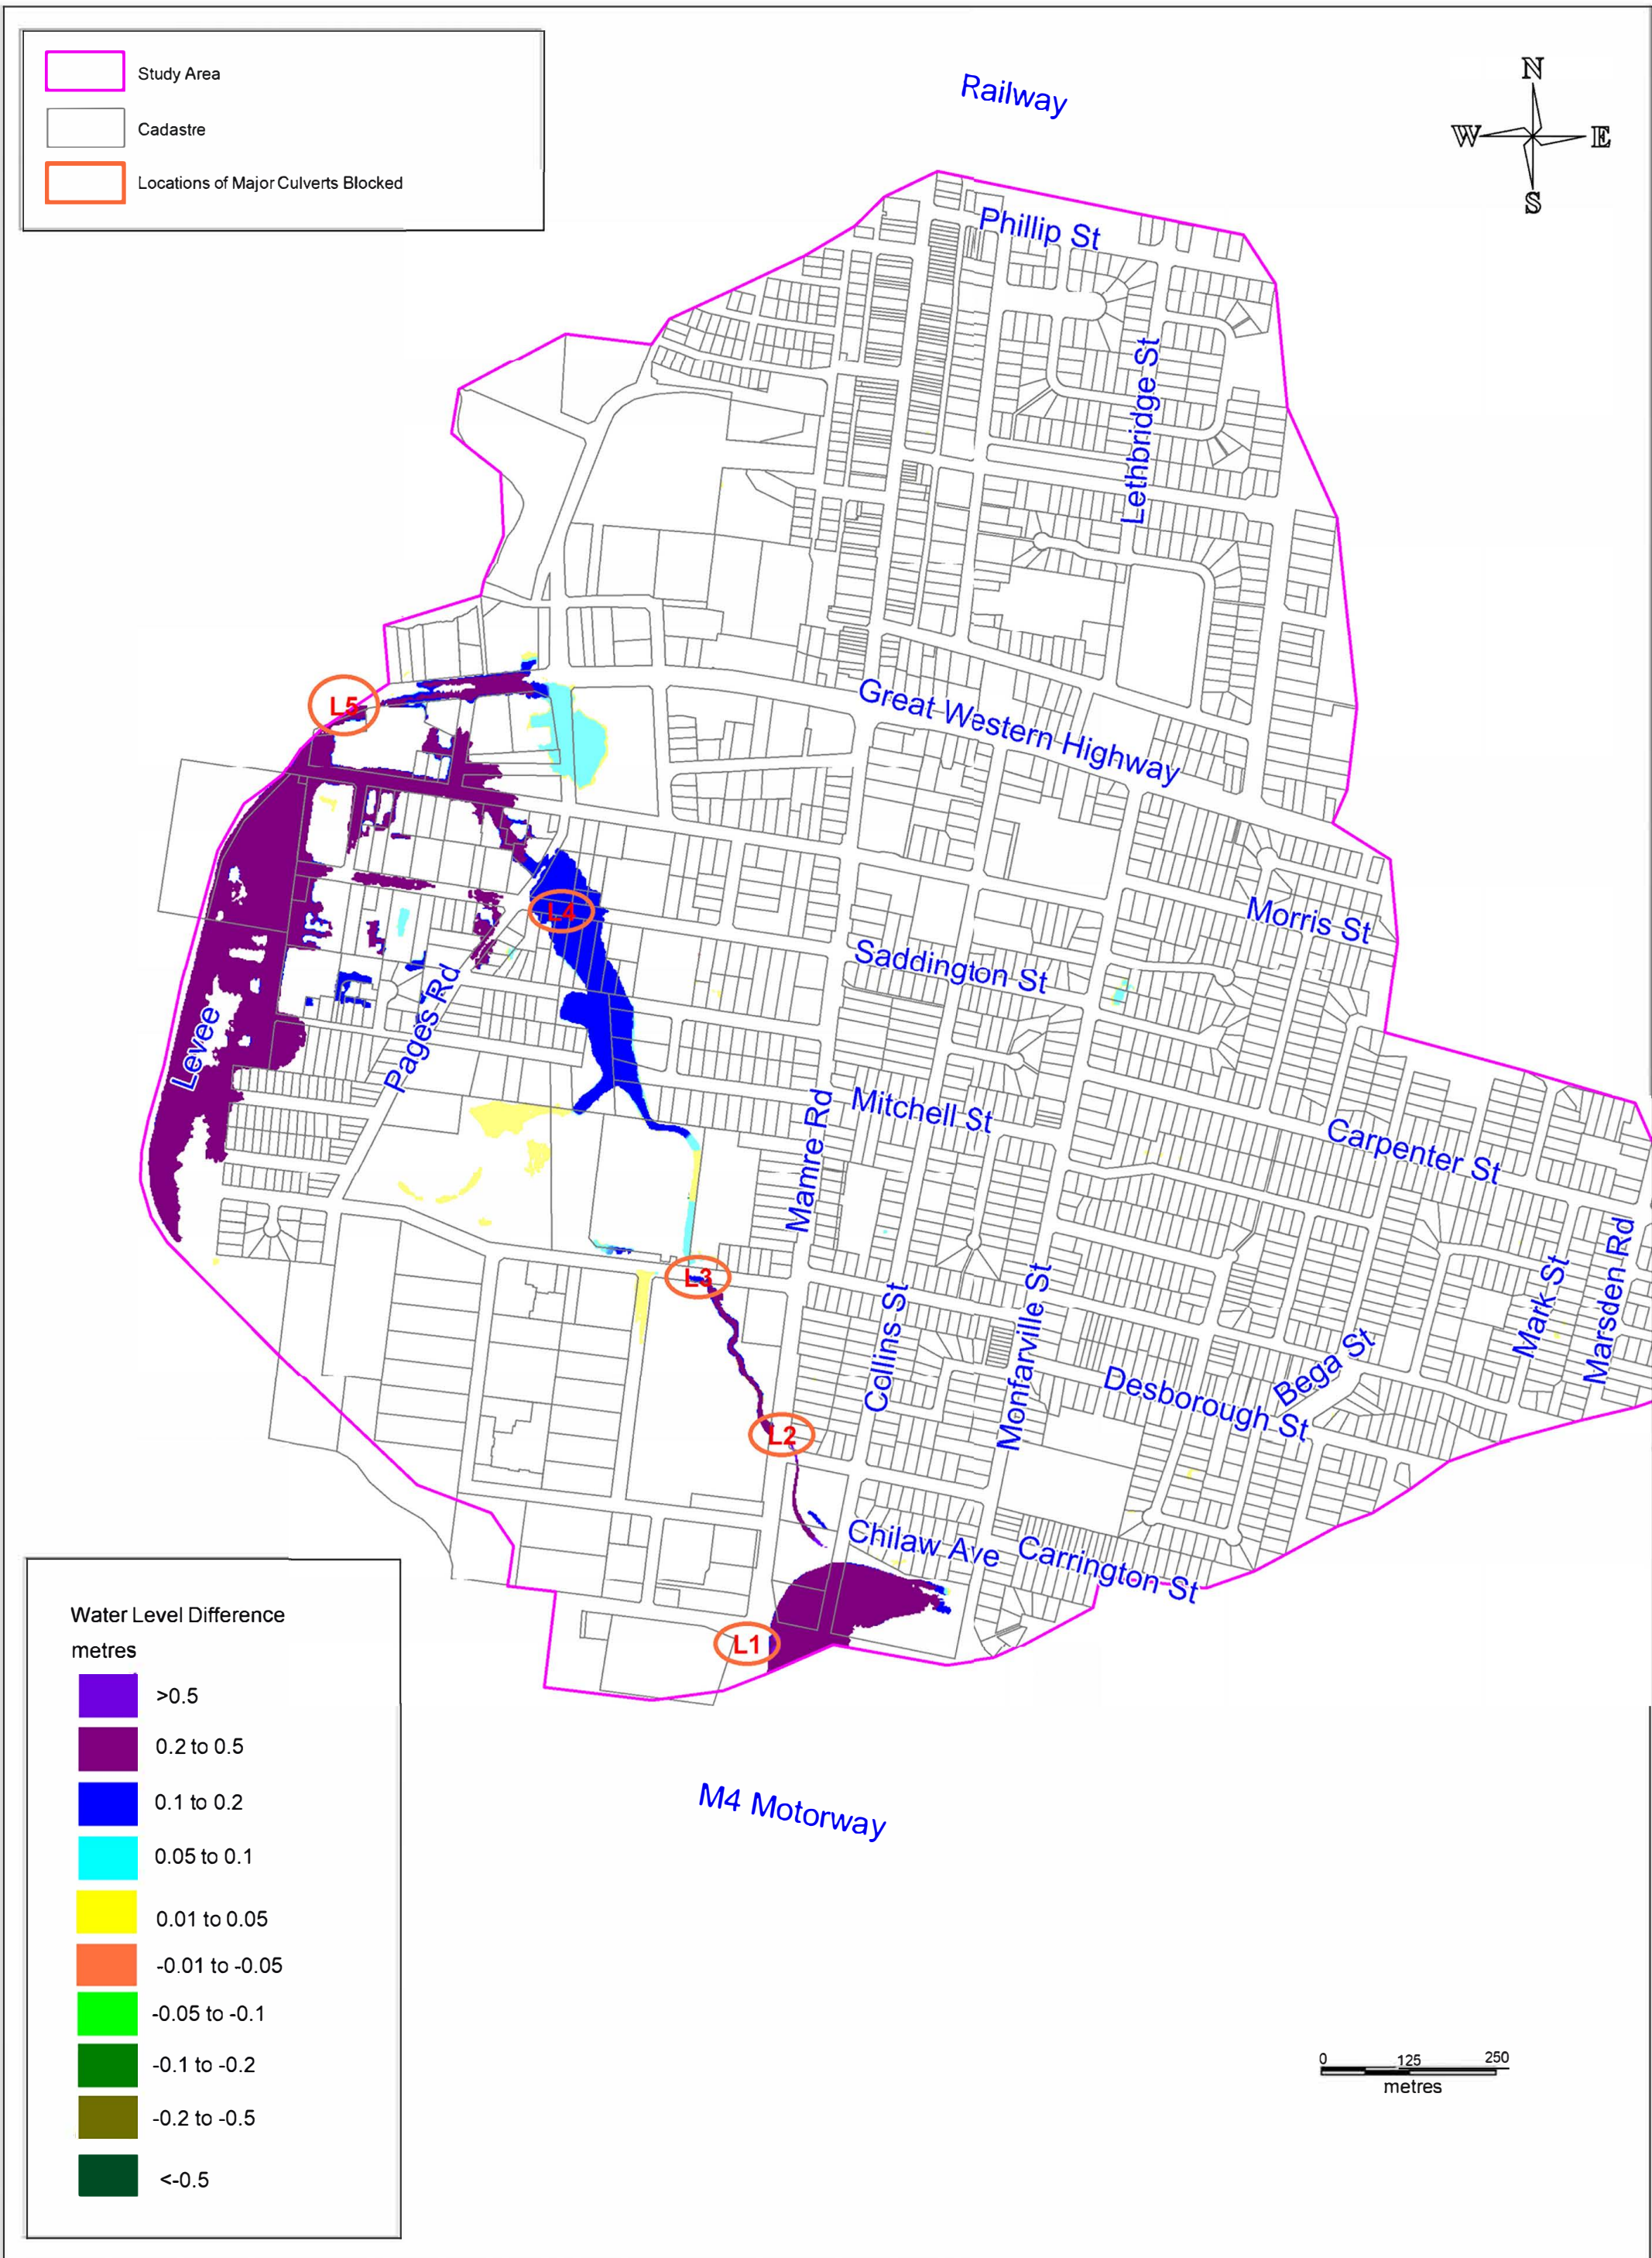 Study Area
Cadastre
Locations of Major Culverts Blocked
Railway
N
W
E
S
Phillip St
Lethbridge St
Great Western Highway
L5
L4
Morris St
Saddington St
Levee
Pages Rd
Mamre Rd
Mitchell St
Carpenter St
L3
Collins St
Monfarville St
Mark St
Marsden Rd
Bega St
Desborough St
L2
Chilaw Ave
Carrington St
L1
M4 Motorway
Water Level Difference
metres
>0.5
0.2 to 0.5
0.1 to 0.2
0.05 to 0.1
0.01 to 0.05
-0.01 to -0.05
-0.05 to -0.1
-0.1 to -0.2
-0.2 to -0.5
<-0.5
0 125 250
metres